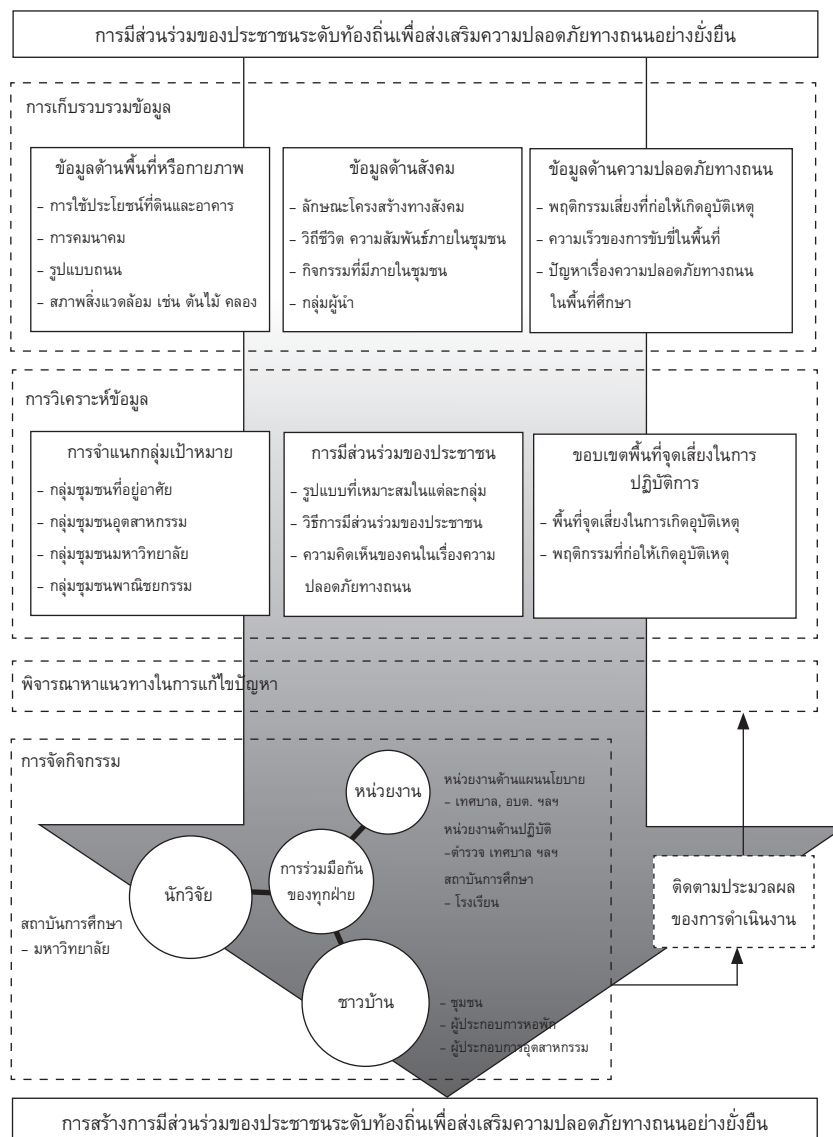 การมีส่วนร่วมของประชาชนระดับท้องถิ่นเพื่อส่งเสริมความปลอดภัยทางถนนอย่างยั่งยืน
การเก็บรวบรวมข้อมูล
ข้อมูลด้านพื้นที่หรือกายภาพ
– การใช้ประโยชน์ที่ดินและอาคาร
– การคมนาคม
– รูปแบบถนน
– สภาพสิ่งแวดล้อม เช่น ต้นไม้ คลอง
ข้อมูลด้านสังคม
– ลักษณะโครงสร้างทางสังคม
– วิถีชีวิต ความสัมพันธ์ภายในชุมชน
– กิจกรรมที่มีภายในชุมชน
– กลุ่มผู้นำ
ข้อมูลด้านความปลอดภัยทางถนน
– พฤติกรรมเสี่ยงที่ก่อให้เกิดอุบัติเหตุ
– ความเร็วของการขับขี่ในพื้นที่
– ปัญหาเรื่องความปลอดภัยทางถนน
ในพื้นที่ศึกษา
การวิเคราะห์ข้อมูล
การจำแนกกลุ่มเป้าหมาย
– กลุ่มชุมชนที่อยู่อาศัย
– กลุ่มชุมชนอุตสาหกรรม
– กลุ่มชุมชนมหาวิทยาลัย
– กลุ่มชุมชนพาณิชยกรรม
การมีส่วนร่วมของประชาชน
– รูปแบบที่เหมาะสมในแต่ละกลุ่ม
– วิธีการมีส่วนร่วมของประชาชน
– ความคิดเห็นของคนในเรื่องความ
ปลอดภัยทางถนน
ขอบเขตพื้นที่จุดเสี่ยงในการ
ปฏิบัติการ
– พื้นที่จุดเสี่ยงในการเกิดอุบัติเหตุ
– พฤติกรรมที่ก่อให้เกิดอุบัติเหตุ
พิจารณาหาแนวทางในการแก้ไขปัญหา
การจัดกิจกรรม
หน่วยงาน
หน่วยงานด้านแผนนโยบาย
– เทศบาล, อบต. ฯลฯ
หน่วยงานด้านปฏิบัติ
–ตำรวจ เทศบาล ฯลฯ
สถาบันการศึกษา
– โรงเรียน
การร่วมมือกัน
ของทุกฝ่าย
นักวิจัย
สถาบันการศึกษา
– มหาวิทยาลัย
ติดตามประมวลผล
ของการดำเนินงาน
ชาวบ้าน
– ชุมชน
– ผู้ประกอบการหอพัก
– ผู้ประกอบการอุตสาหกรรม
การสร้างการมีส่วนร่วมของประชาชนระดับท้องถิ่นเพื่อส่งเสริมความปลอดภัยทางถนนอย่างยั่งยืน